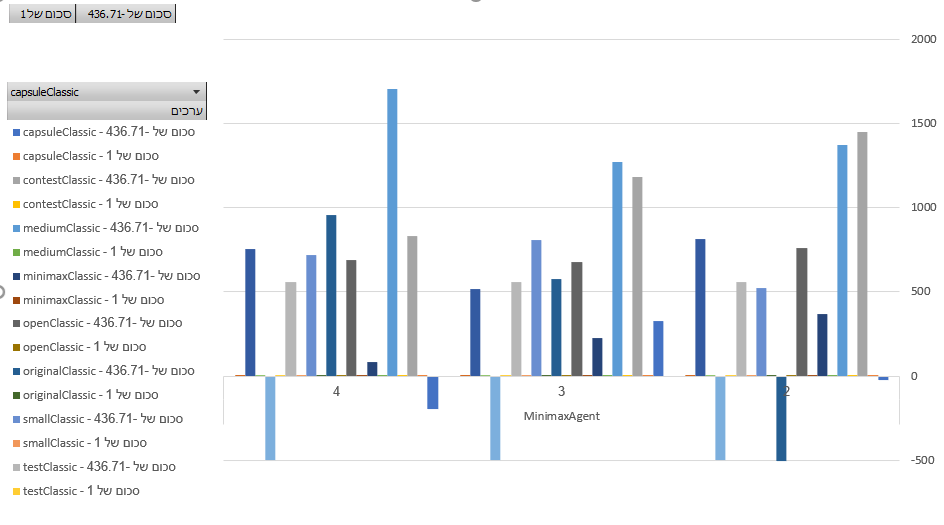 סכום של1 סכום של -436.71
capsuleClassic
ערכים
capsuleClassic - סכום של -436.71
capsuleClassic - סכום של 1
contestClassic - סכום של -436.71
contestClassic - סכום של 1
mediumClassic - סכום של -436.71
mediumClassic - סכום של 1
minimaxClassic - סכום של -436.71
minimaxClassic - סכום של 1
openClassic - סכום של -436.71
openClassic - סכום של 1
originalClassic - סכום של -436.71
originalClassic - סכום של 1
smallClassic - סכום של -436.71
smallClassic - סכום של 1
testClassic - סכום של -436.71
testClassic - סכום של 1
2000
1500
1000
500
0
-500
4 3 2
MinimaxAgent